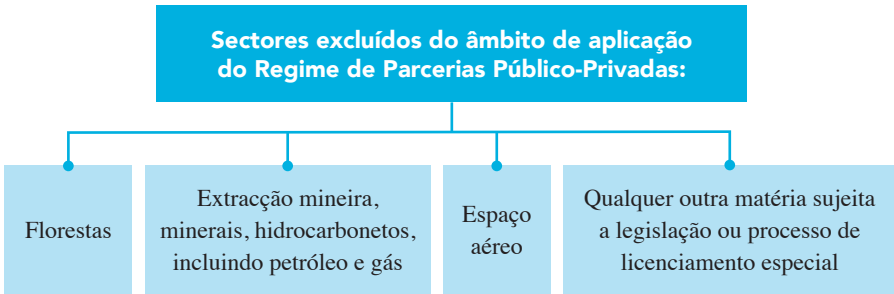 Sectores excluídos do âmbito de aplicação
do Regime de Parcerias Público-Privadas:
Florestas
Extracção mineira,
minerais, hidrocarbonetos,
incluindo petróleo e gás
Espaço
aéreo
Qualquer outra matéria sujeita
a legislação ou processo de
licenciamento especial